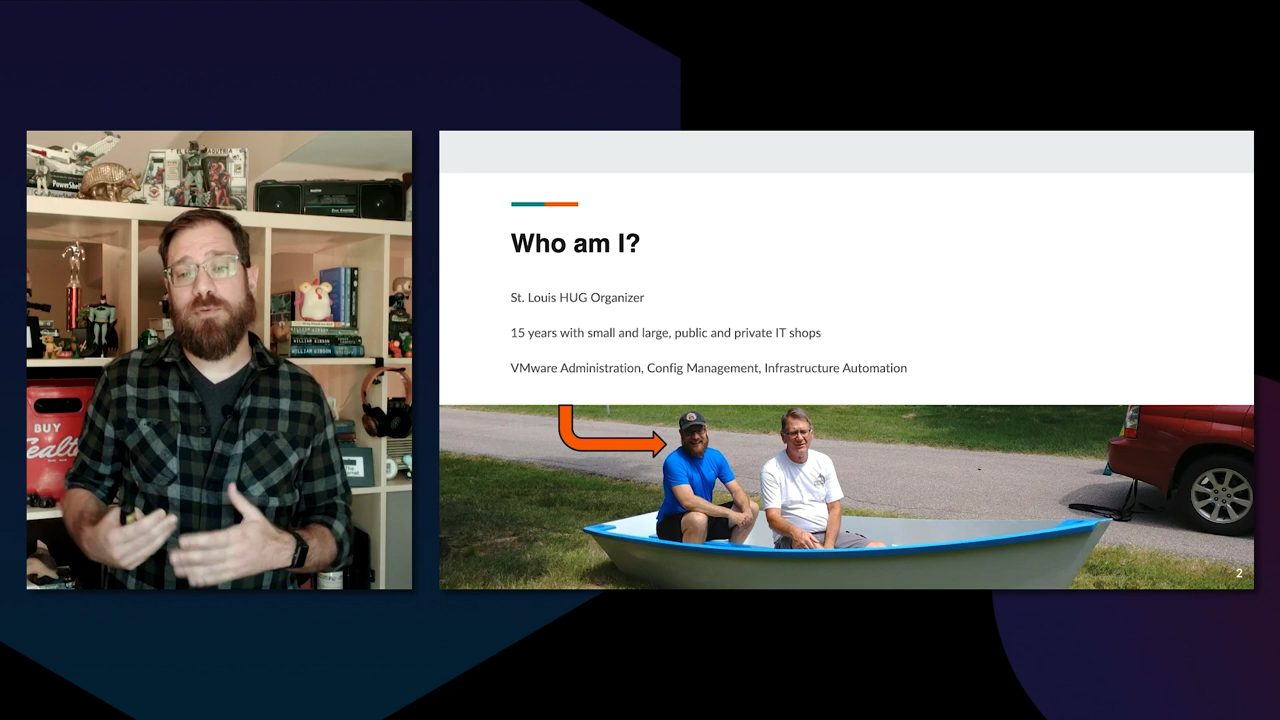 PowerShell
BUY
WILLIAM GIBSON
WILLIAM GIBSON
Who am I?
St. Louis HUG Organizer
15 years with small and large, public and private IT shops
VMware Administration, Config Management, Infrastructure Automation
2